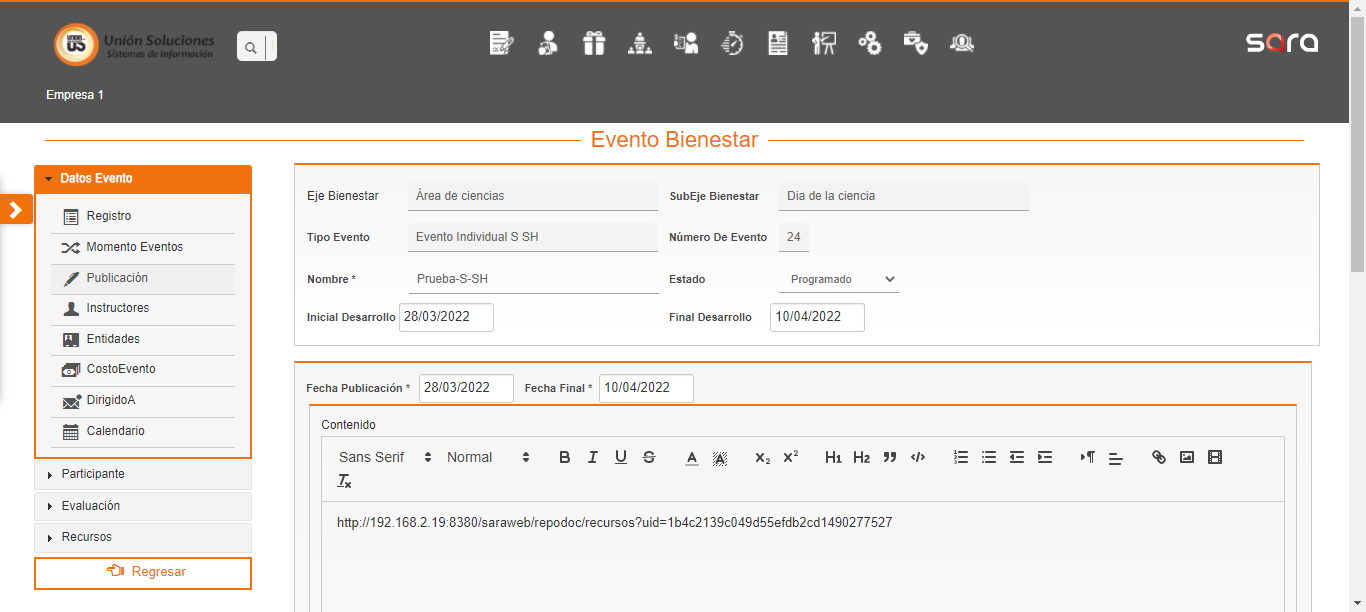 UNION
US
Unión Soluciones
Sistemas de Información
sara
Empresa 1
Evento Bienestar
Datos Evento
Registro
Momento Eventos
Publicación
Instructores
Entidades
CostoEvento
DirigidoA
Calendario
Participante
Evaluación
Recursos
Regresar
Eje Bienestar Área de ciencias SubEje Bienestar Dia de la ciencia
Tipo Evento Evento Individual S SH Número De Evento 24
Nombre * Prueba-S-SH Estado Programado
Inicial Desarrollo 28/03/2022 Final Desarrollo 10/04/2022
Fecha Publicación * 28/03/2022 Fecha Final * 10/04/2022
Contenido
Sans Serif Normal B I U S A A X₂ X² H1 H2
http://192.168.2.19:8380/saraweb/repodoc/recursos?uid=1b4c2139c049d55efdb2cd1490277527